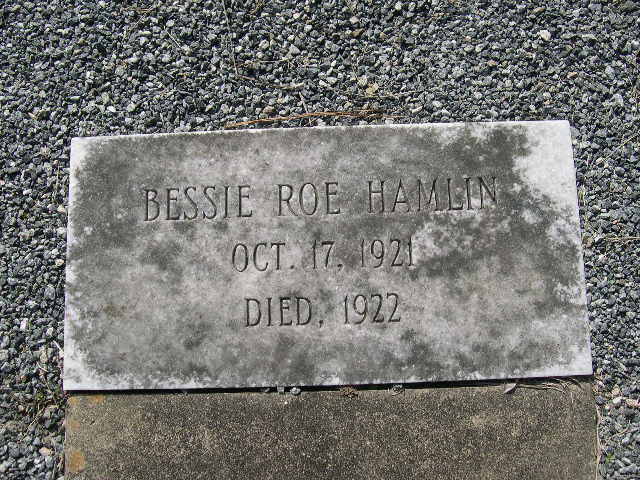 BESSIE ROE HAMLIN
OCT. 17, 1921
DIED, 1922